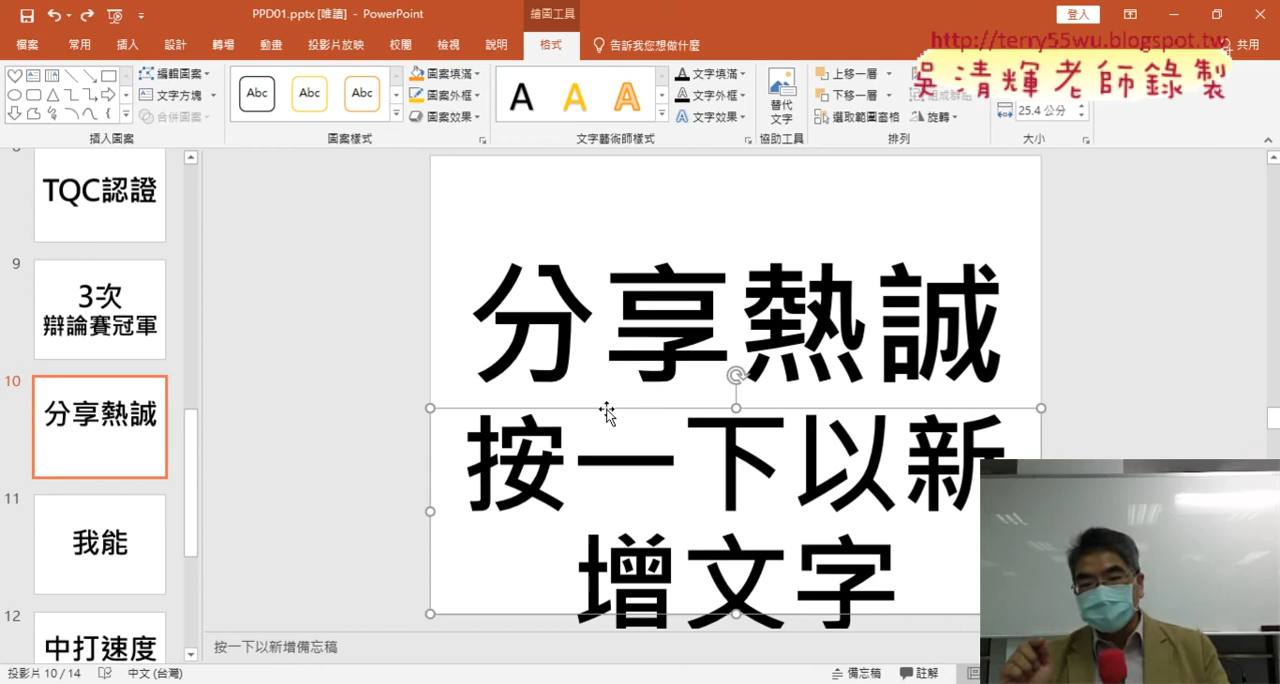 PPD01.pptx [唯讀] - PowerPoint
繪圖工具
登入
檔案 常用 插入 設計 轉場 動畫 投影片放映 校閱 檢視 說明 格式 告訴我您想做什麼 共用
http://terry55wu.blogspot.tw
吳清輝老師錄製
編輯圖案
文字方塊
合併圖案
插入圖案
Abc Abc Abc
圖案填滿
圖案外框
圖案效果
圖案樣式
A A A
文字填滿
文字外框
文字效果
文字藝術師樣式
替代
文字
協助工具
上移一層
下移一層
選取範圍窗格
組成群組
旋轉
排列
25.4 公分
大小
TQC認證
9
3次
辯論賽冠軍
10
分享熱誠
11
我能
12
中打速度
分享熱誠
按一下以新
增文字
按一下以新增備忘稿
投影片 10 / 14 中文 (台灣) 備忘稿 註解